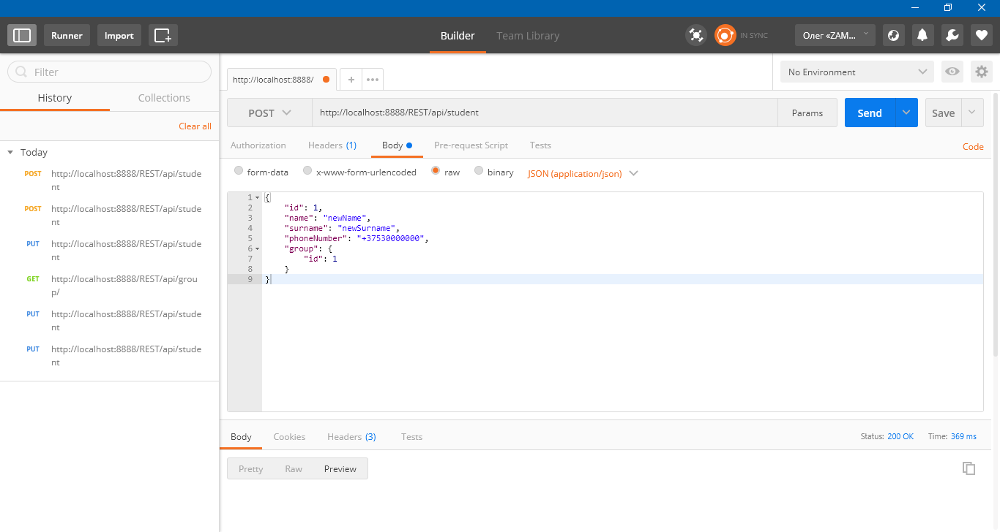 Runner
Import
Builder
Team Library
IN SYNC
Олег «ZAM...
Filter
History
Collections
Clear all
Today
POST http://localhost:8888/REST/api/stude
nt
POST http://localhost:8888/REST/api/stude
nt
PUT http://localhost:8888/REST/api/stude
nt
GET http://localhost:8888/REST/api/grou
p/
PUT http://localhost:8888/REST/api/stude
nt
PUT http://localhost:8888/REST/api/stude
nt
http://localhost:8888/
+
•••
No Environment
POST
http://localhost:8888/REST/api/student
Params
Send
Save
Authorization
Headers (1)
Body
Pre-request Script
Tests
Code
form-data
x-www-form-urlencoded
raw
binary
JSON (application/json)
1 {
2 "id": 1,
3 "name": "newName",
4 "surname": "newSurname",
5 "phoneNumber": "+37530000000",
6 "group": {
7 "id": 1
8 }
9 }
Body
Cookies
Headers (3)
Tests
Status: 200 OK
Time: 369 ms
Pretty
Raw
Preview